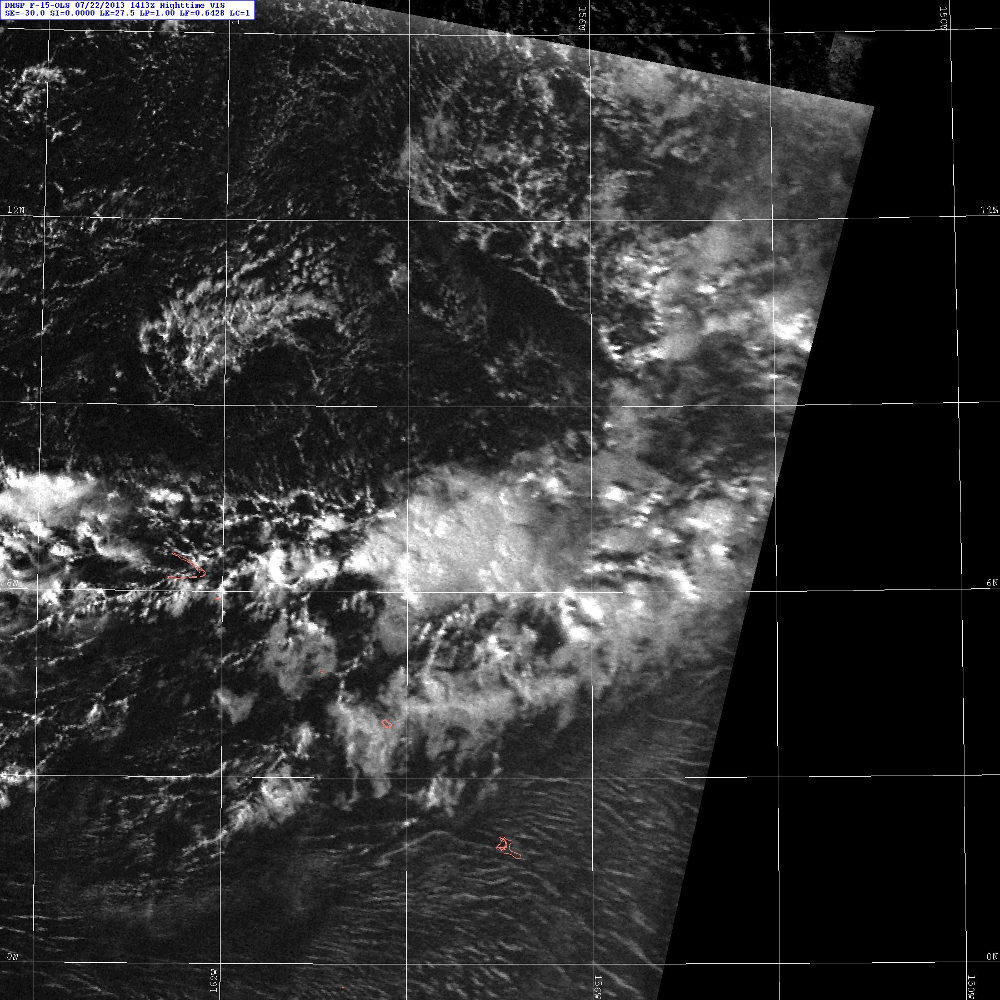 DMSP F-15-OLS 07/22/2013 1413Z Nighttime VIS
SE=-30.0 SI=0.0000 LE=27.5 LP=1.00 LF=0.6428 LC=1
156W
150W
12N
12N
6N
6N
0N
0N
162W
156W
150W